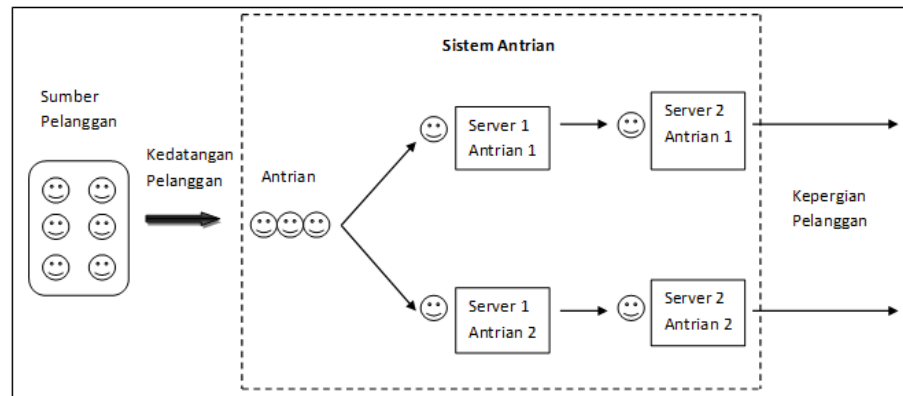 Sistem Antrian
Sumber
Pelanggan
Kedatangan
Pelanggan
Antrian
Server 1
Antrian 1
Server 2
Antrian 1
Kepergian
Pelanggan
Server 1
Antrian 2
Server 2
Antrian 2